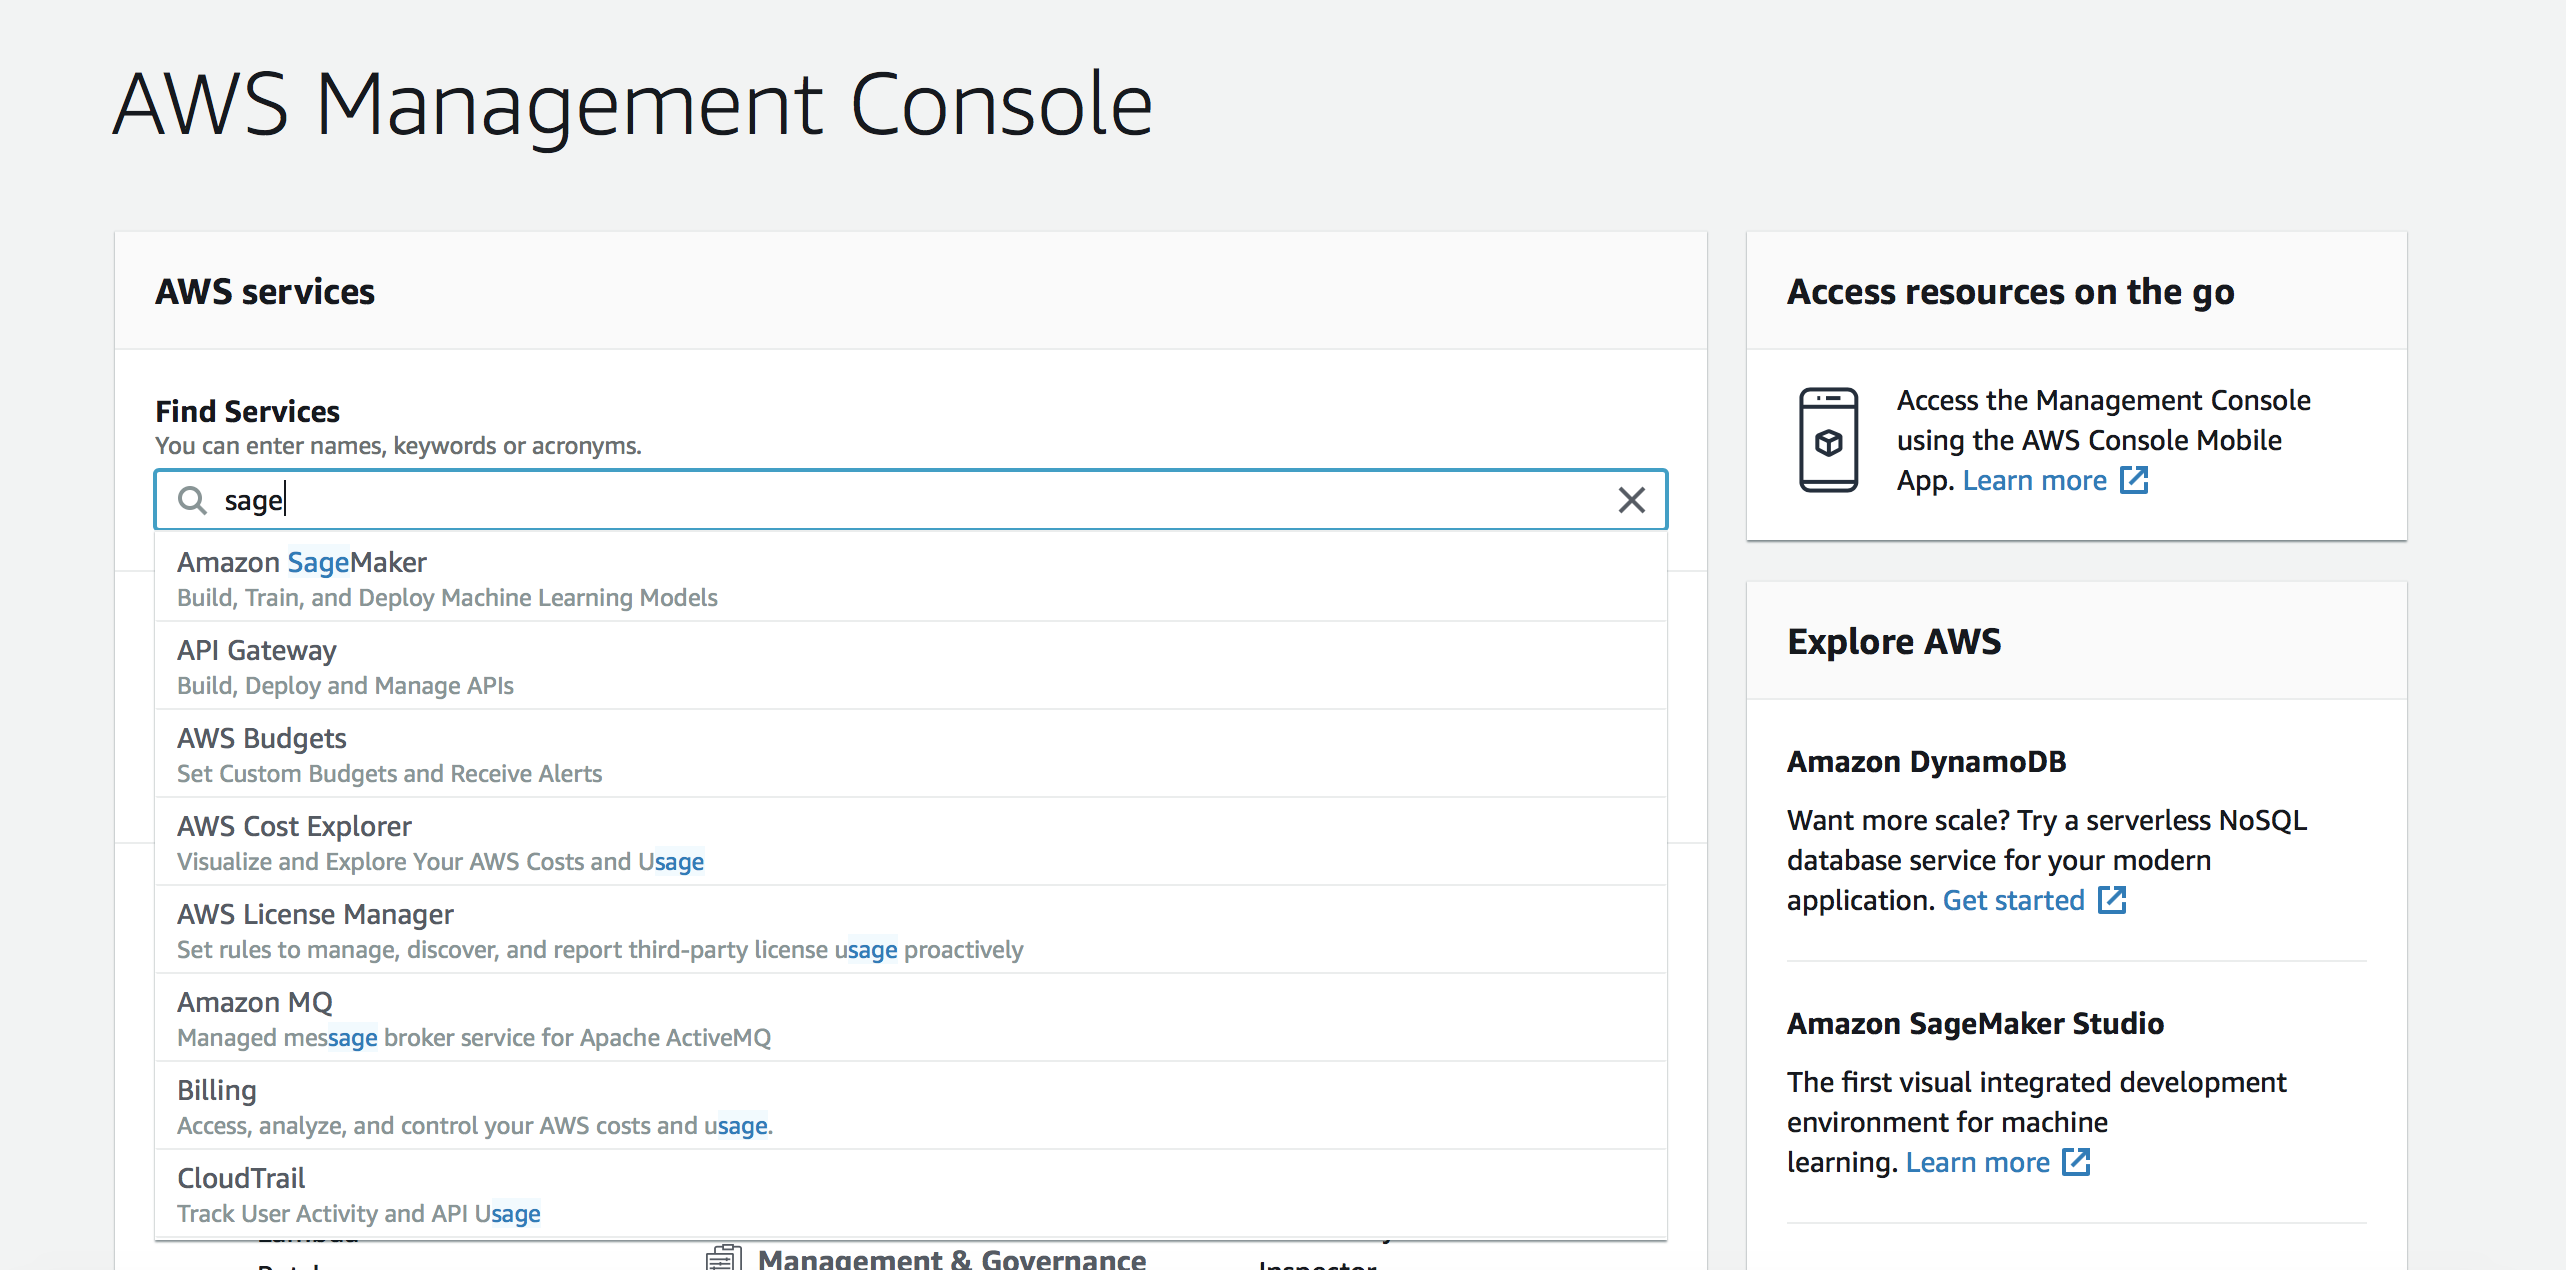 AWS Management Console
AWS services
Find Services
You can enter names, keywords or acronyms.
sage
Amazon SageMaker
Build, Train, and Deploy Machine Learning Models
API Gateway
Build, Deploy and Manage APIs
AWS Budgets
Set Custom Budgets and Receive Alerts
AWS Cost Explorer
Visualize and Explore Your AWS Costs and Usage
AWS License Manager
Set rules to manage, discover, and report third-party license usage proactively
Amazon MQ
Managed message broker service for Apache ActiveMQ
Billing
Access, analyze, and control your AWS costs and usage.
CloudTrail
Track User Activity and API Usage
Management & Governance
Inspector
Access resources on the go
Access the Management Console
using the AWS Console Mobile
App. Learn more
Explore AWS
Amazon DynamoDB
Want more scale? Try a serverless NoSQL
database service for your modern
application. Get started
Amazon SageMaker Studio
The first visual integrated development
environment for machine
learning. Learn more